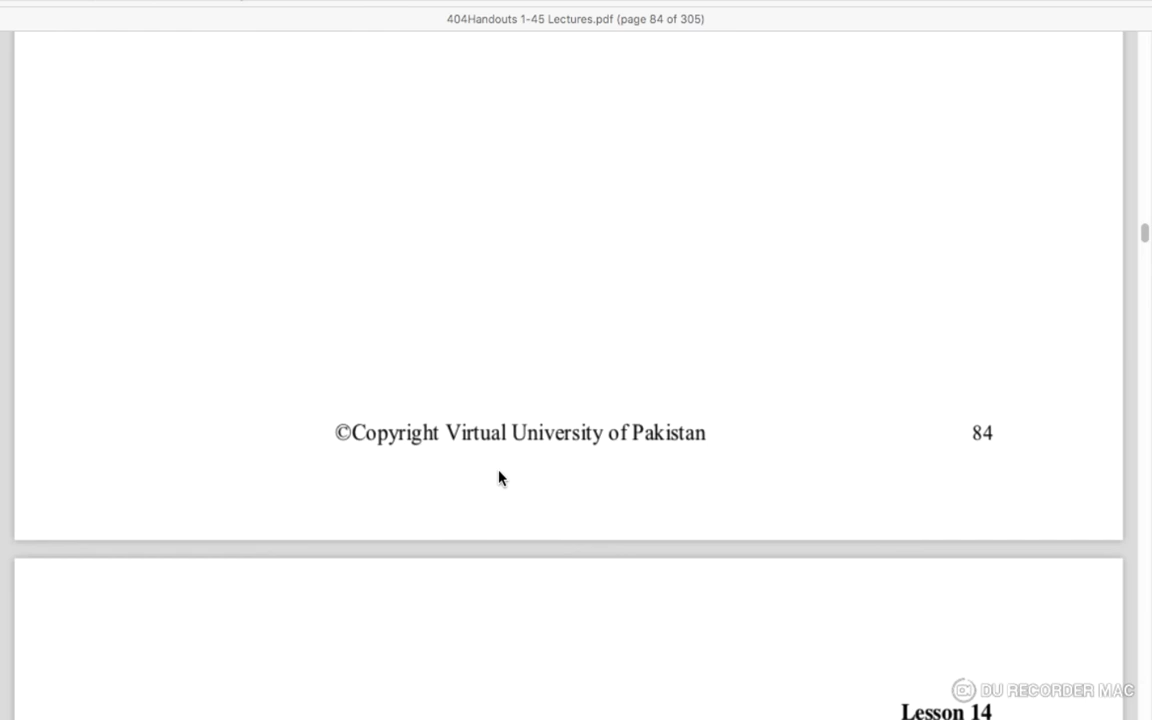 404Handouts 1-45 Lectures.pdf (page 84 of 305)
©Copyright Virtual University of Pakistan 84
Lesson 14
DU RECORDER MAC